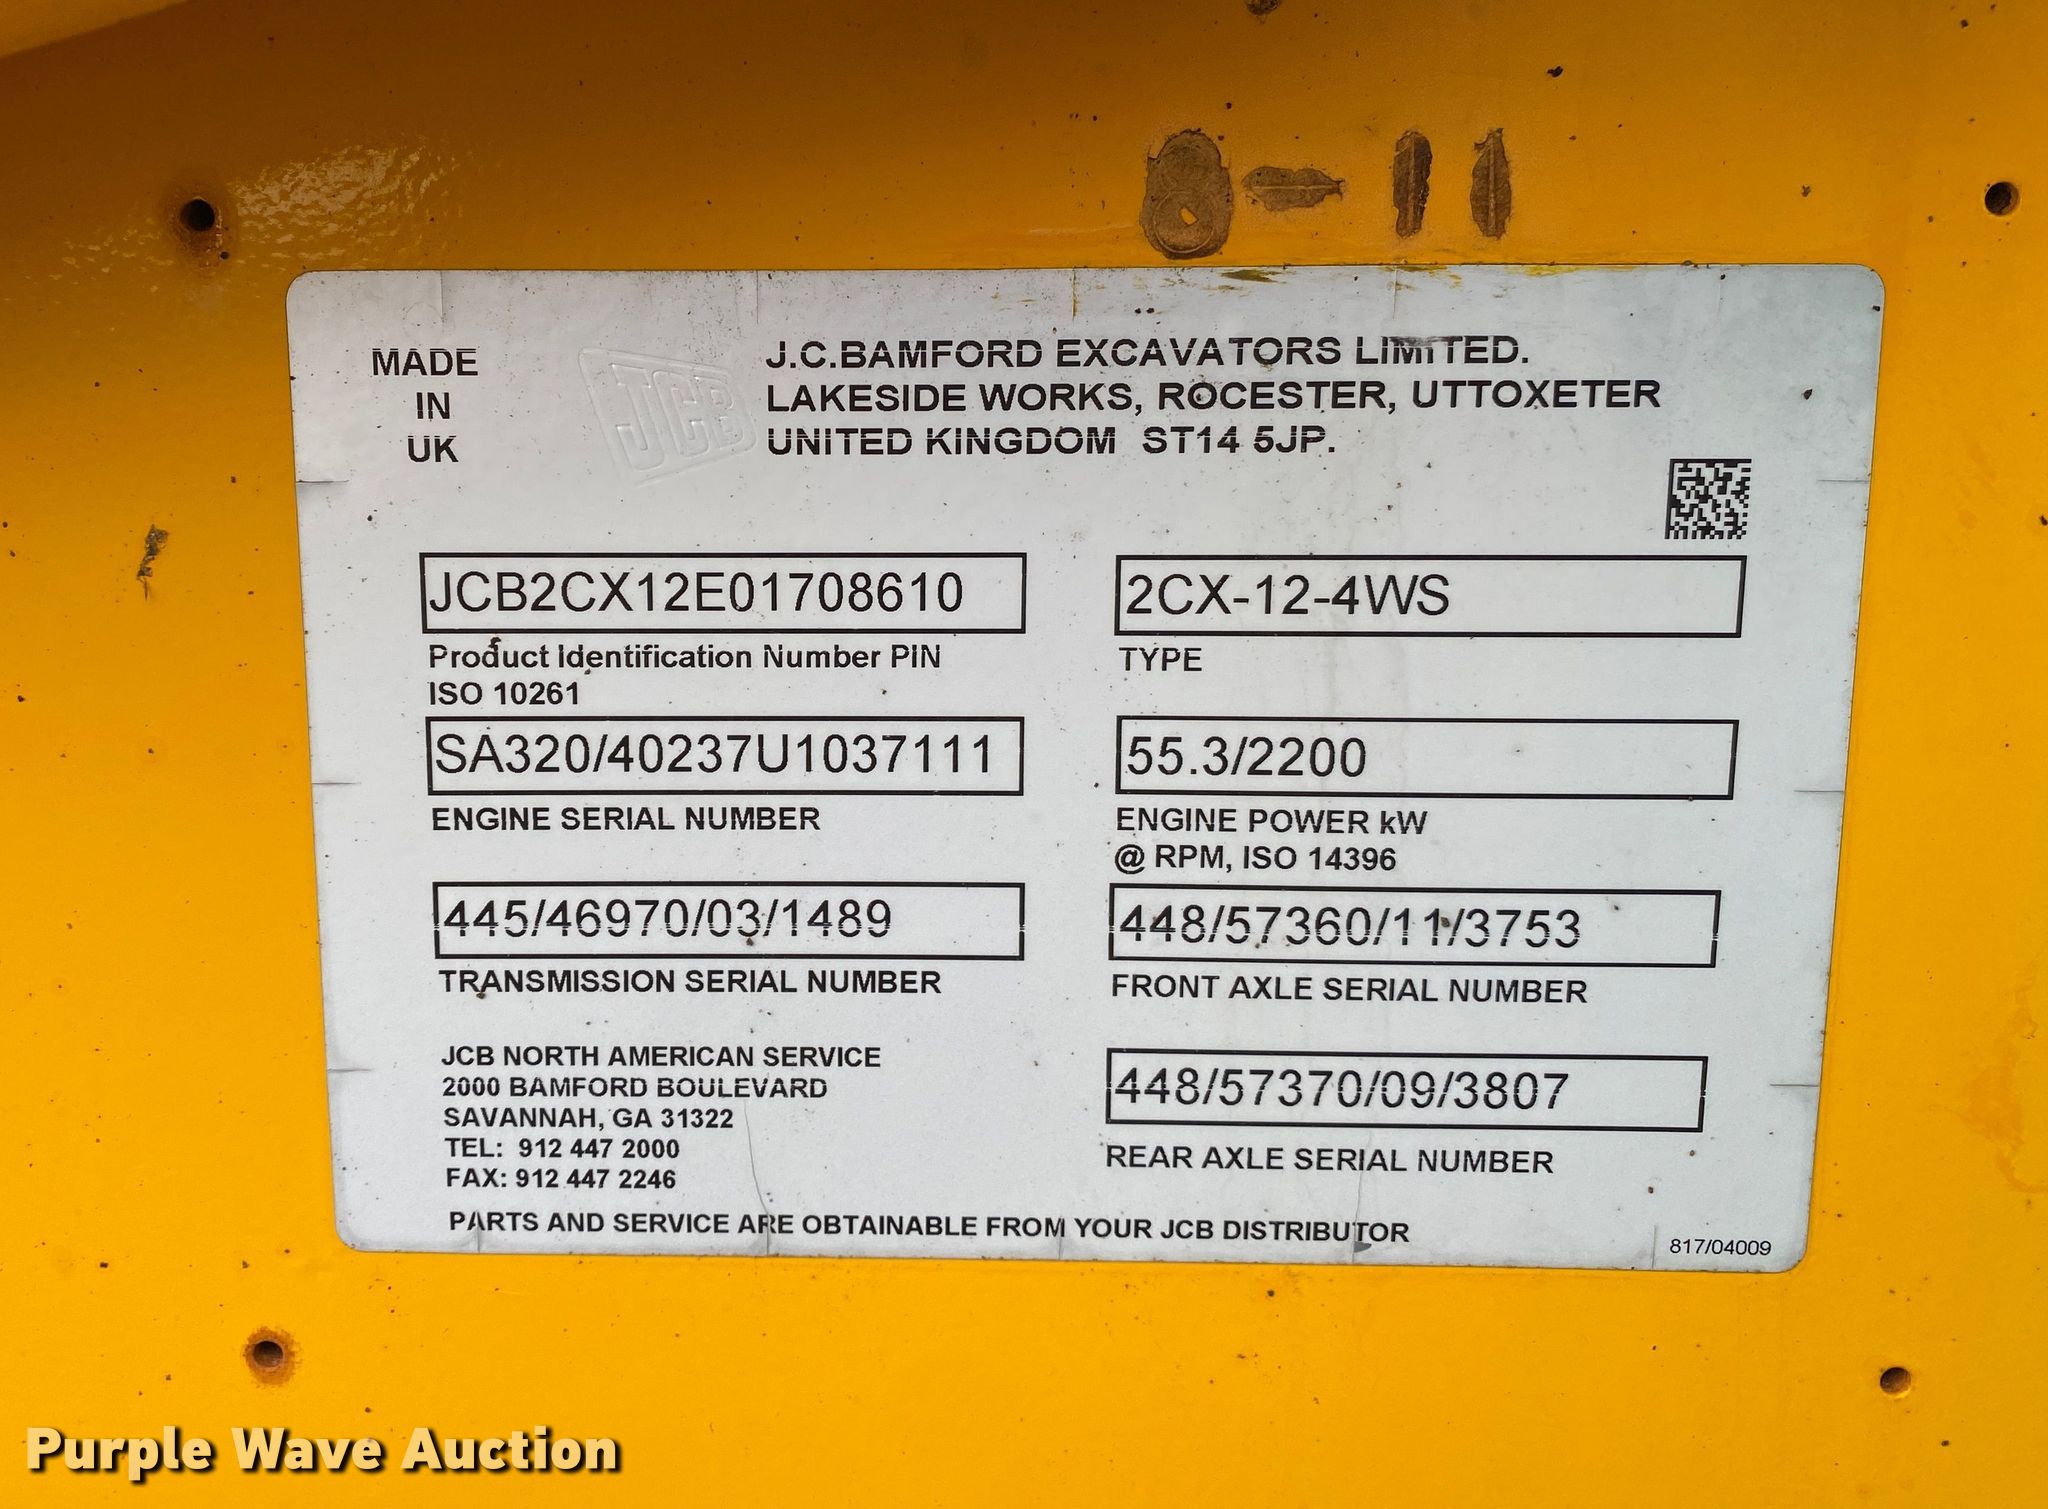 8-11
MADE
IN
UK
JCB
J.C.BAMFORD EXCAVATORS LIMITED.
LAKESIDE WORKS, ROCESTER, UTTOXETER
UNITED KINGDOM ST14 5JP.
JCB2CX12E01708610
Product Identification Number PIN
ISO 10261
2CX-12-4WS
TYPE
SA320/40237U1037111
ENGINE SERIAL NUMBER
55.3/2200
ENGINE POWER kW
@ RPM, ISO 14396
445/46970/03/1489
TRANSMISSION SERIAL NUMBER
448/57360/11/3753
FRONT AXLE SERIAL NUMBER
JCB NORTH AMERICAN SERVICE
2000 BAMFORD BOULEVARD
SAVANNAH, GA 31322
TEL: 912 447 2000
FAX: 912 447 2246
448/57370/09/3807
REAR AXLE SERIAL NUMBER
PARTS AND SERVICE ARE OBTAINABLE FROM YOUR JCB DISTRIBUTOR
817/04009
Purple Wave Auction